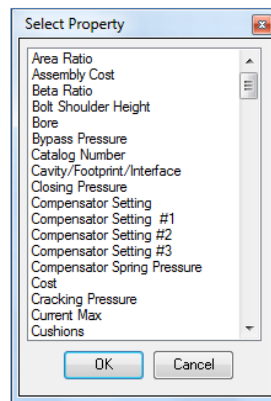 Select Property
Area Ratio
Assembly Cost
Beta Ratio
Bolt Shoulder Height
Bore
Bypass Pressure
Catalog Number
Cavity/Footprint/Interface
Closing Pressure
Compensator Setting
Compensator Setting  #1
Compensator Setting #2
Compensator Setting #3
Compensator Spring Pressure
Cost
Cracking Pressure
Current Max
Cushions
OK
Cancel